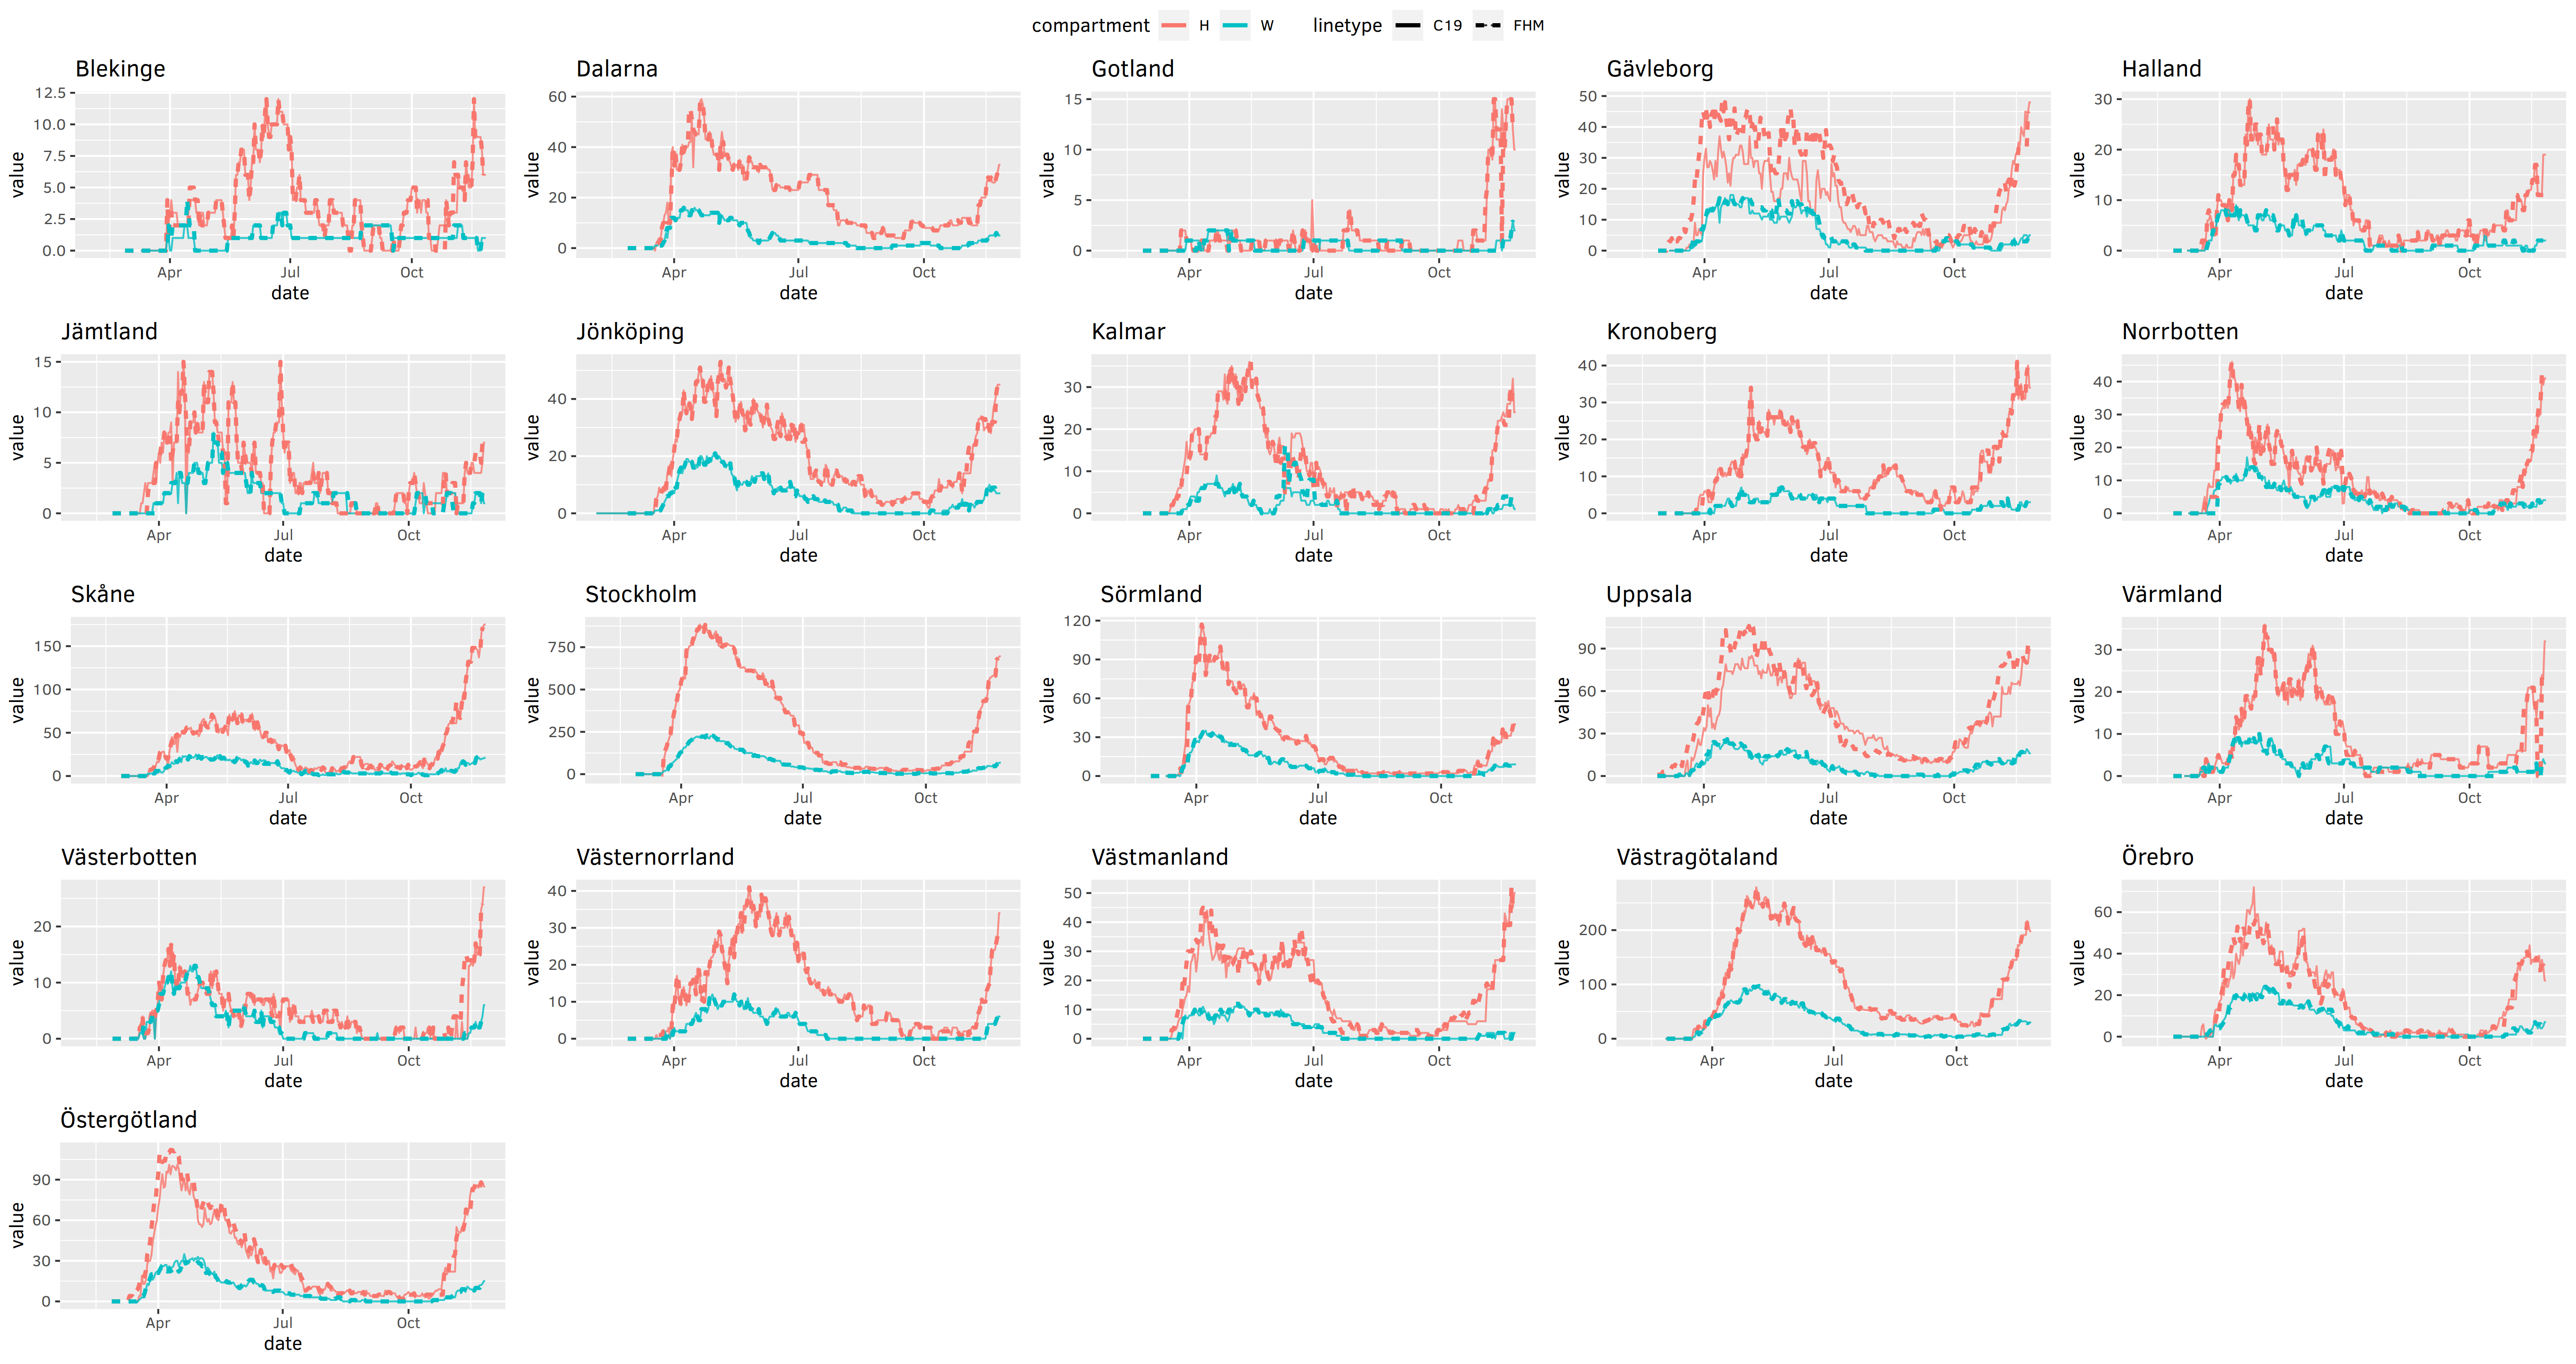 compartment H W linetype C19 FHM
Blekinge
12.5
10.0
7.5
5.0
2.5
0.0
value
Apr Jul Oct
date
Dalarna
60
40
20
0
value
Apr Jul Oct
date
Gotland
15
10
5
0
value
Apr Jul Oct
date
Gävleborg
50
40
30
20
10
0
value
Apr Jul Oct
date
Halland
30
20
10
0
value
Apr Jul Oct
date
Jämtland
15
10
5
0
value
Apr Jul Oct
date
Jönköping
40
20
0
value
Apr Jul Oct
date
Kalmar
30
20
10
0
value
Apr Jul Oct
date
Kronoberg
40
30
20
10
0
value
Apr Jul Oct
date
Norrbotten
40
30
20
10
0
value
Apr Jul Oct
date
Skåne
150
100
50
0
value
Apr Jul Oct
date
Stockholm
750
500
250
0
value
Apr Jul Oct
date
Sörmland
120
90
60
30
0
value
Apr Jul Oct
date
Uppsala
90
60
30
0
value
Apr Jul Oct
date
Värmland
30
20
10
0
value
Apr Jul Oct
date
Västerbotten
20
10
0
value
Apr Jul Oct
date
Västernorrland
40
30
20
10
0
value
Apr Jul Oct
date
Västmanland
50
40
30
20
10
0
value
Apr Jul Oct
date
Västragötaland
200
100
0
value
Apr Jul Oct
date
Örebro
60
40
20
0
value
Apr Jul Oct
date
Östergötland
90
60
30
0
value
Apr Jul Oct
date